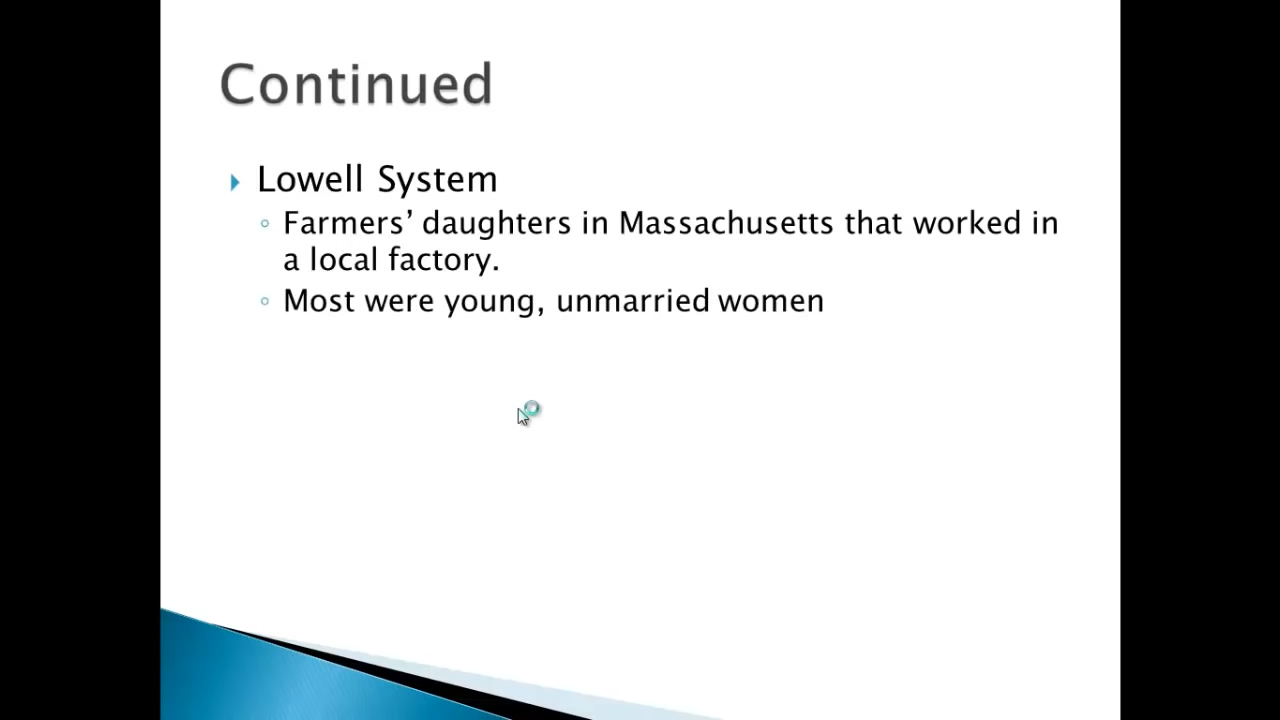 Continued
Lowell System
Farmers’ daughters in Massachusetts that worked in
a local factory.
Most were young, unmarried women